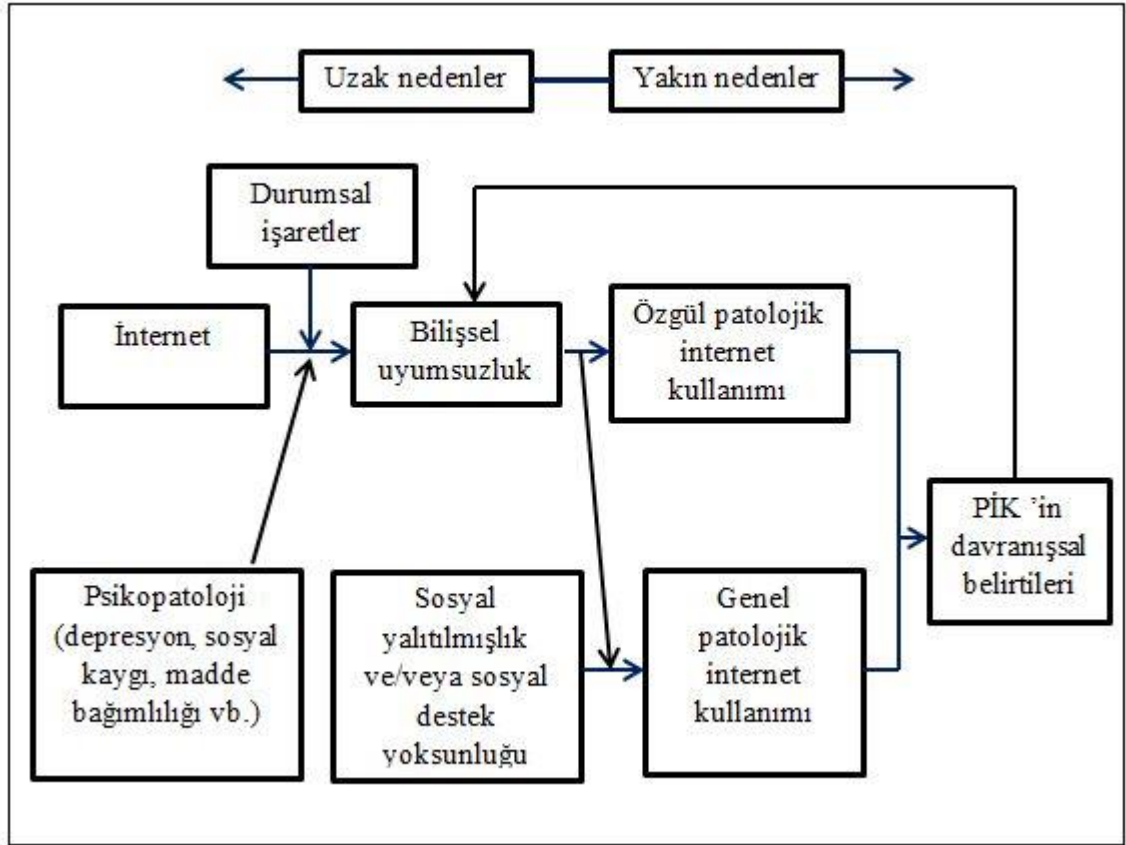 Uzak nedenler
Yakın nedenler
Durumsal
işaretler
İnternet
Bilişsel
uyumsuzluk
Özgül patolojik
internet
kullanımı
PİK ’in
davranışsal
belirtileri
Psikopatoloji
(depresyon, sosyal
kaygı, madde
bağımlılığı vb.)
Sosyal
yalıtılmışlık
ve/veya sosyal
destek
yoksunluğu
Genel
patolojik
internet
kullanımı